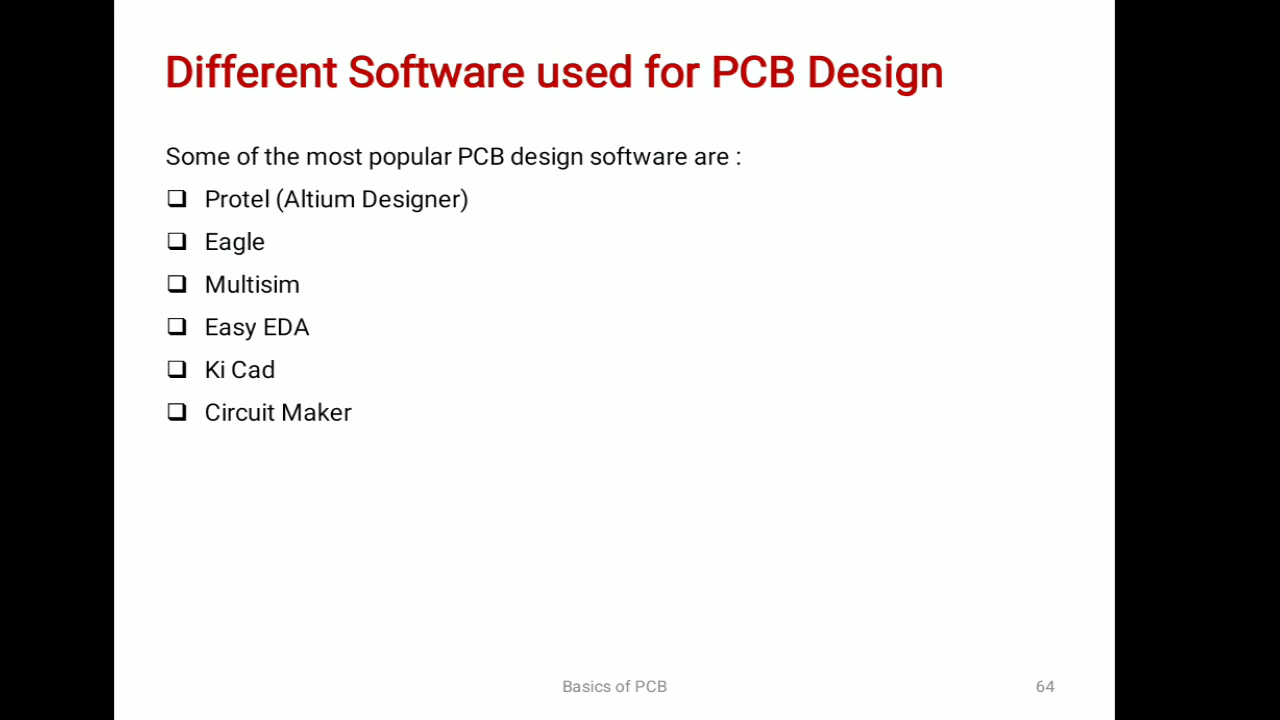 Different Software used for PCB Design
Some of the most popular PCB design software are :
❑ Protel (Altium Designer)
❑ Eagle
❑ Multisim
❑ Easy EDA
❑ Ki Cad
❑ Circuit Maker
Basics of PCB
64